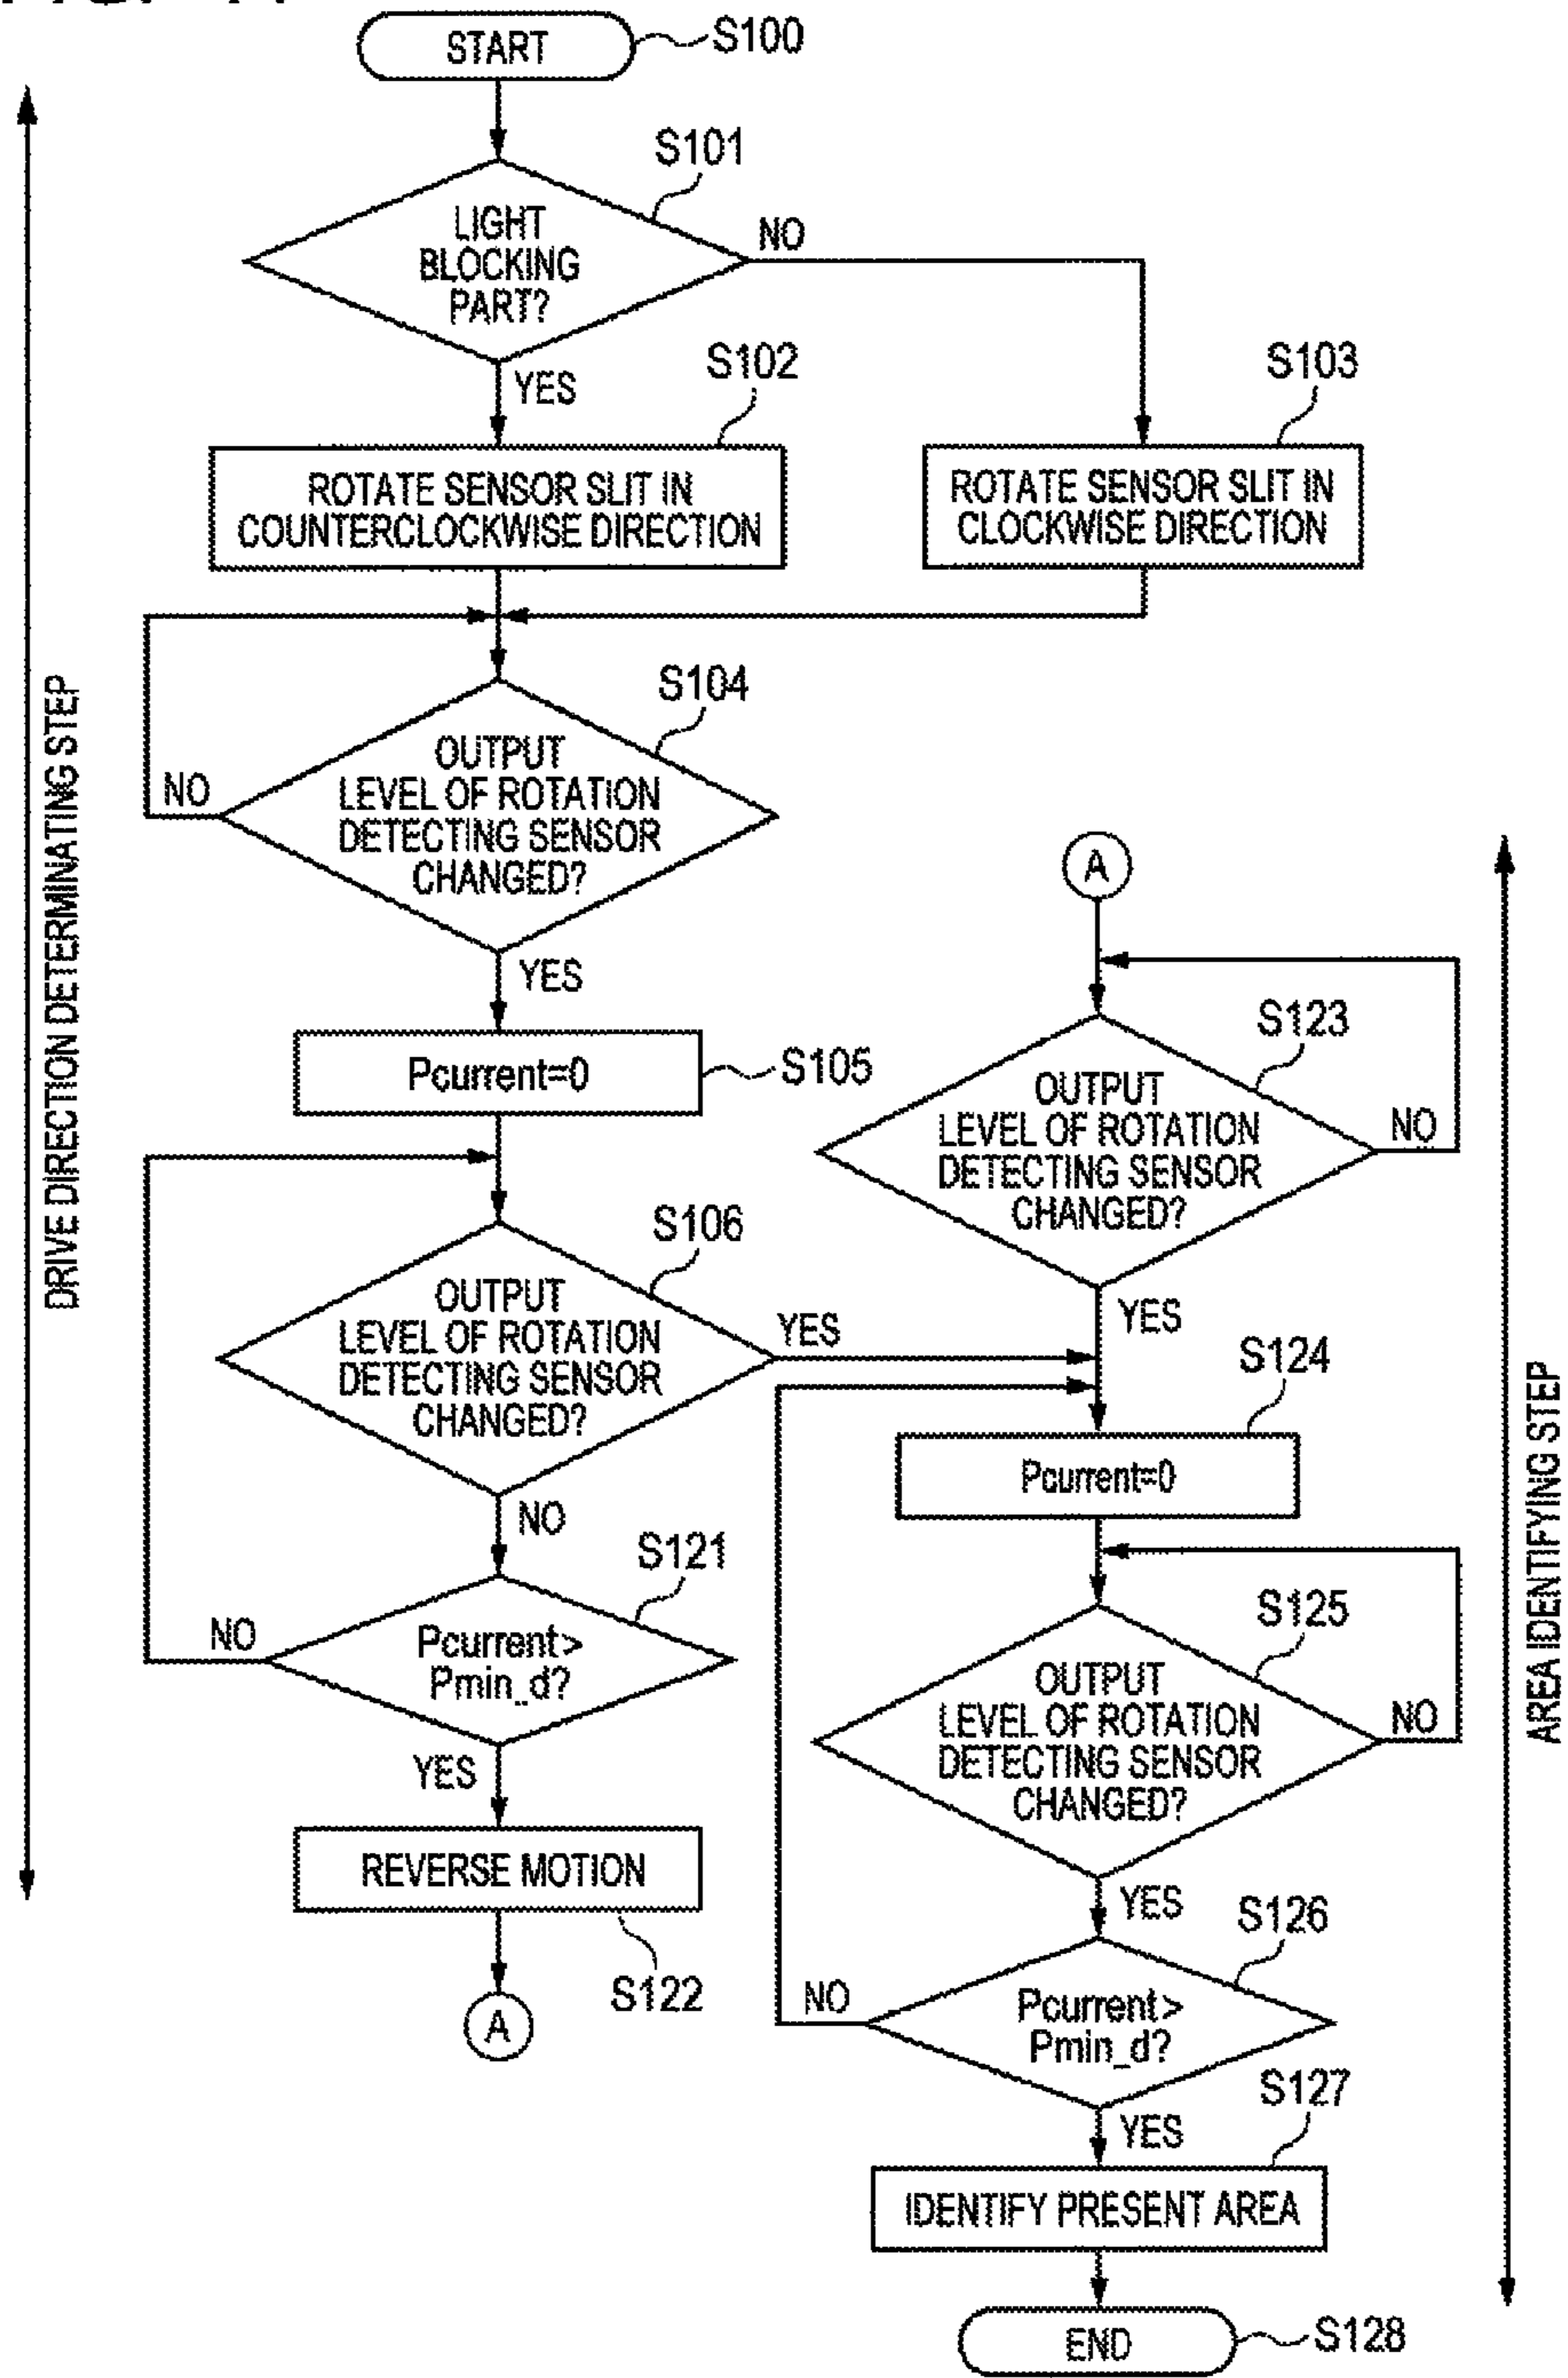 START
S100
S101
LIGHT
BLOCKING
PART?
NO
YES
S102
S103
ROTATE SENSOR SLIT IN
COUNTERCLOCKWISE DIRECTION
ROTATE SENSOR SLIT IN
CLOCKWISE DIRECTION
S104
OUTPUT
LEVEL OF ROTATION
DETECTING SENSOR
CHANGED?
NO
YES
Pcurrent=0
S105
S106
OUTPUT
LEVEL OF ROTATION
DETECTING SENSOR
CHANGED?
YES
NO
S121
Pcurrent>
Pmin_d?
NO
YES
REVERSE MOTION
S122
A
DRIVE DIRECTION DETERMINATING STEP
A
S123
OUTPUT
LEVEL OF ROTATION
DETECTING SENSOR
CHANGED?
NO
YES
S124
Pcurrent=0
S125
OUTPUT
LEVEL OF ROTATION
DETECTING SENSOR
CHANGED?
NO
YES
S126
Pcurrent>
Pmin_d?
NO
YES
S127
IDENTIFY PRESENT AREA
END
S128
AREA IDENTIFYING STEP